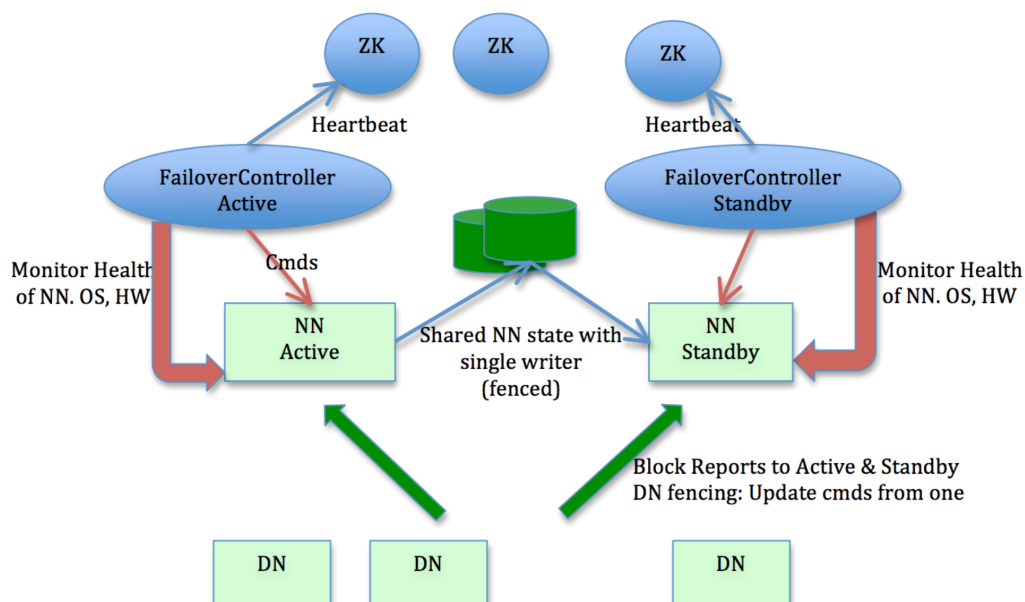 ZK
ZK
ZK
Heartbeat
Heartbeat
FailoverController
Active
FailoverController
Standby
Cmds
Monitor Health
of NN. OS, HW
Monitor Health
of NN. OS, HW
NN
Active
Shared NN state with
single writer
(fenced)
NN
Standby
Block Reports to Active & Standby
DN fencing: Update cmds from one
DN
DN
DN